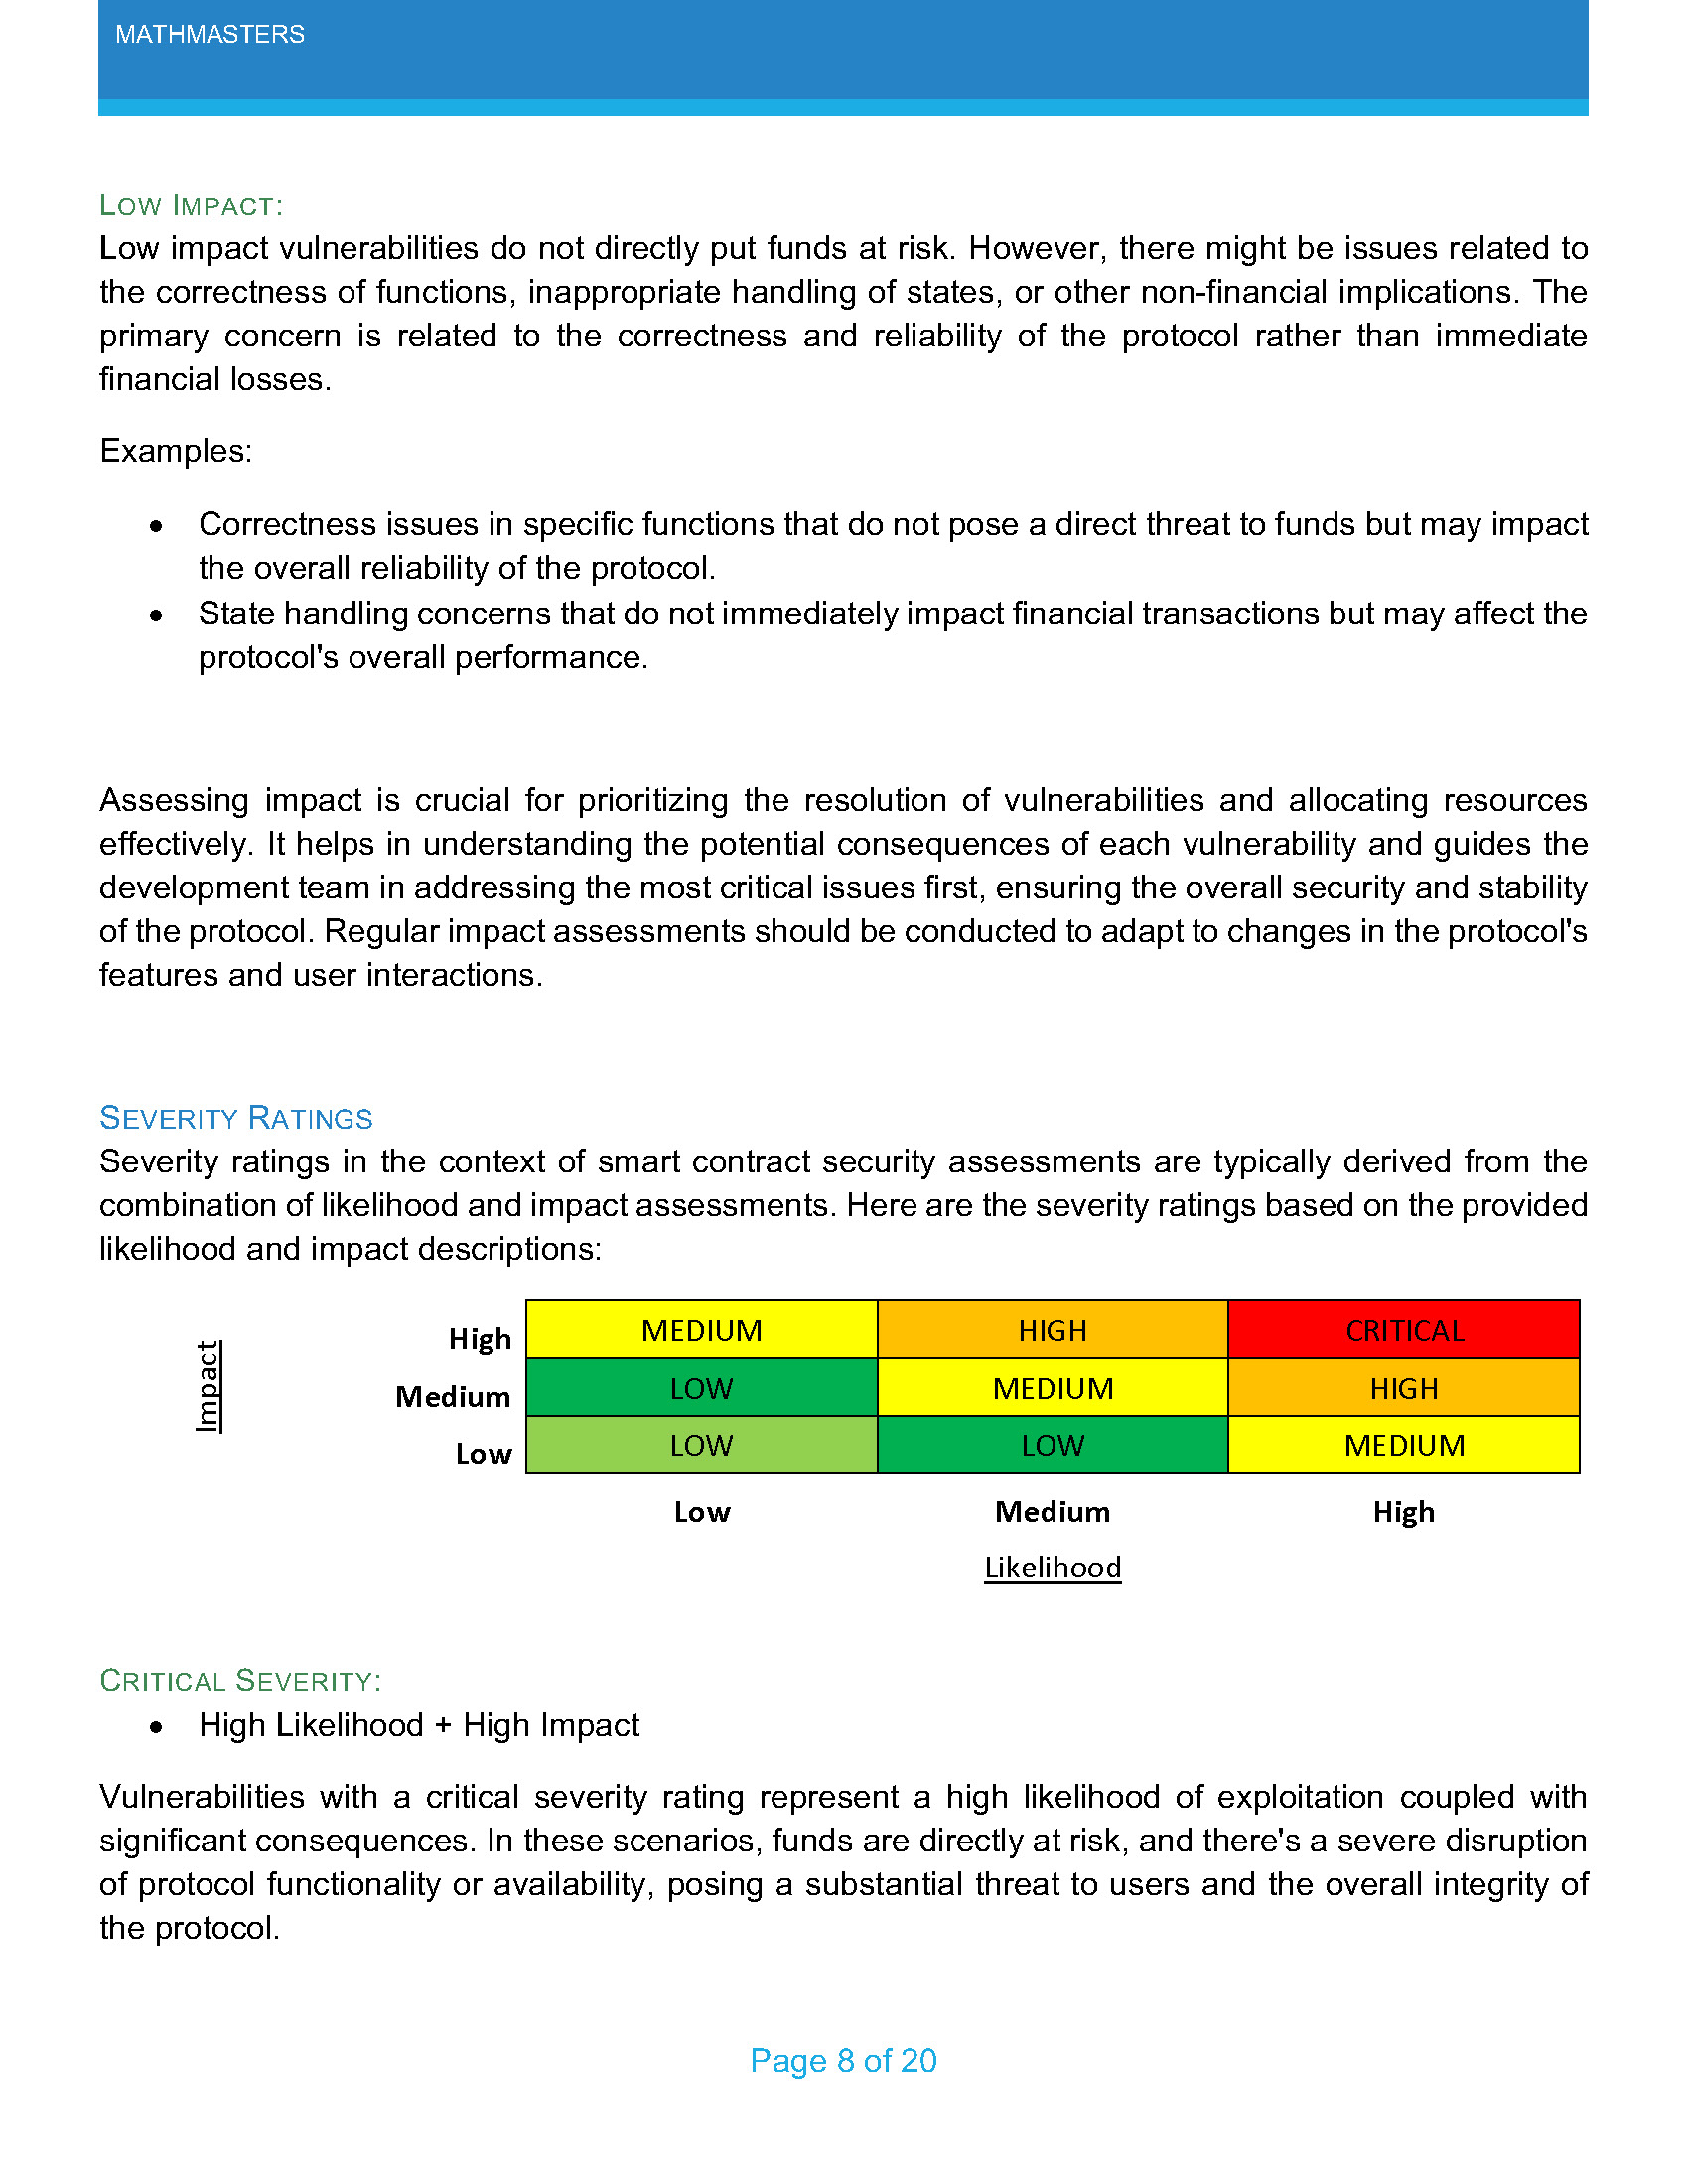 MATHMASTERS
LOW IMPACT:
Low impact vulnerabilities do not directly put funds at risk. However, there might be issues related to
the correctness of functions, inappropriate handling of states, or other non-financial implications. The
primary concern is related to the correctness and reliability of the protocol rather than immediate
financial losses.
Examples:
• Correctness issues in specific functions that do not pose a direct threat to funds but may impact
the overall reliability of the protocol.
• State handling concerns that do not immediately impact financial transactions but may affect the
protocol's overall performance.
Assessing impact is crucial for prioritizing the resolution of vulnerabilities and allocating resources
effectively. It helps in understanding the potential consequences of each vulnerability and guides the
development team in addressing the most critical issues first, ensuring the overall security and stability
of the protocol. Regular impact assessments should be conducted to adapt to changes in the protocol's
features and user interactions.
SEVERITY RATINGS
Severity ratings in the context of smart contract security assessments are typically derived from the
combination of likelihood and impact assessments. Here are the severity ratings based on the provided
likelihood and impact descriptions:
Impact
High MEDIUM HIGH CRITICAL
Medium LOW MEDIUM HIGH
Low LOW LOW MEDIUM
Low Medium High
Likelihood
CRITICAL SEVERITY:
• High Likelihood + High Impact
Vulnerabilities with a critical severity rating represent a high likelihood of exploitation coupled with
significant consequences. In these scenarios, funds are directly at risk, and there's a severe disruption
of protocol functionality or availability, posing a substantial threat to users and the overall integrity of
the protocol.
Page 8 of 20